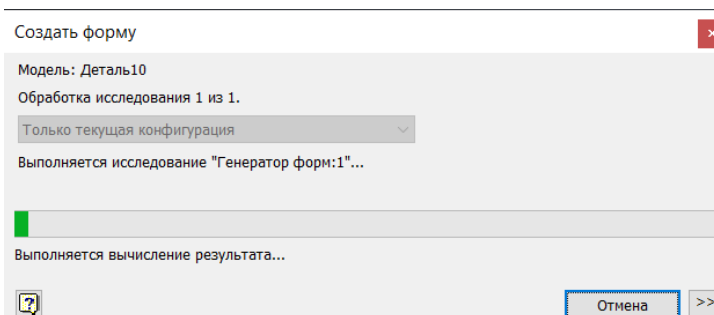 Создать форму
Модель: Деталь10
Обработка исследования 1 из 1.
Только текущая конфигурация
Выполняется исследование "Генератор форм:1"...
Выполняется вычисление результата...
Отмена
>>